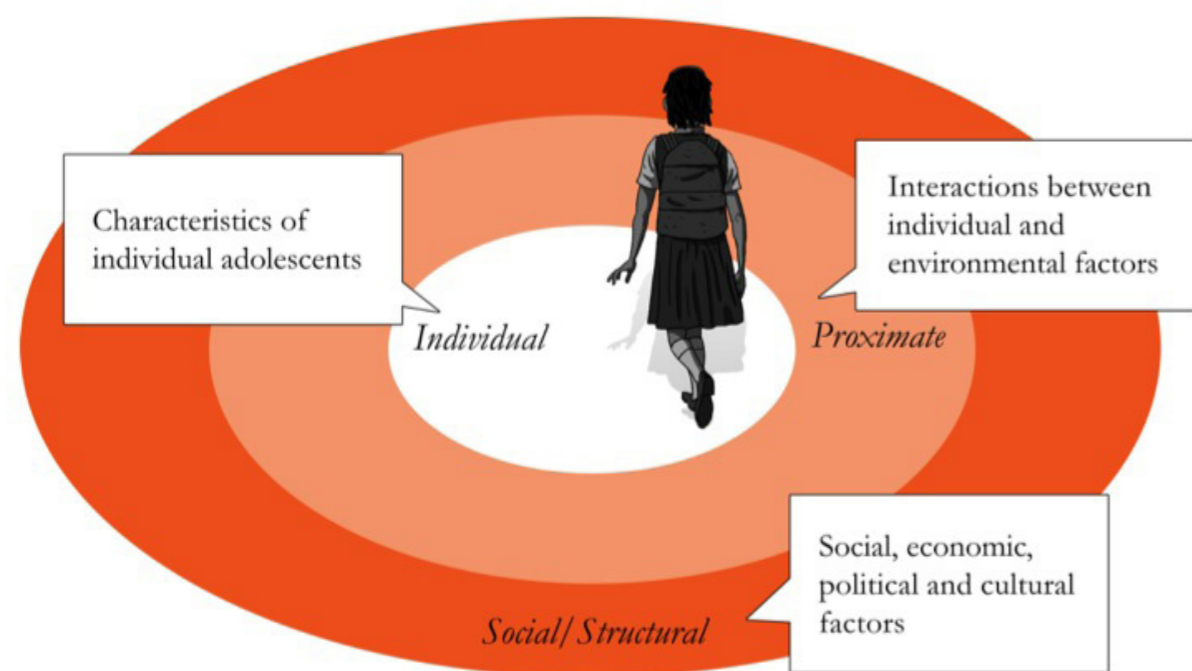 Characteristics of
individual adolescents
Interactions between
individual and
environmental factors
Individual
Proximate
Social, economic,
political and cultural
factors
Social/Structural